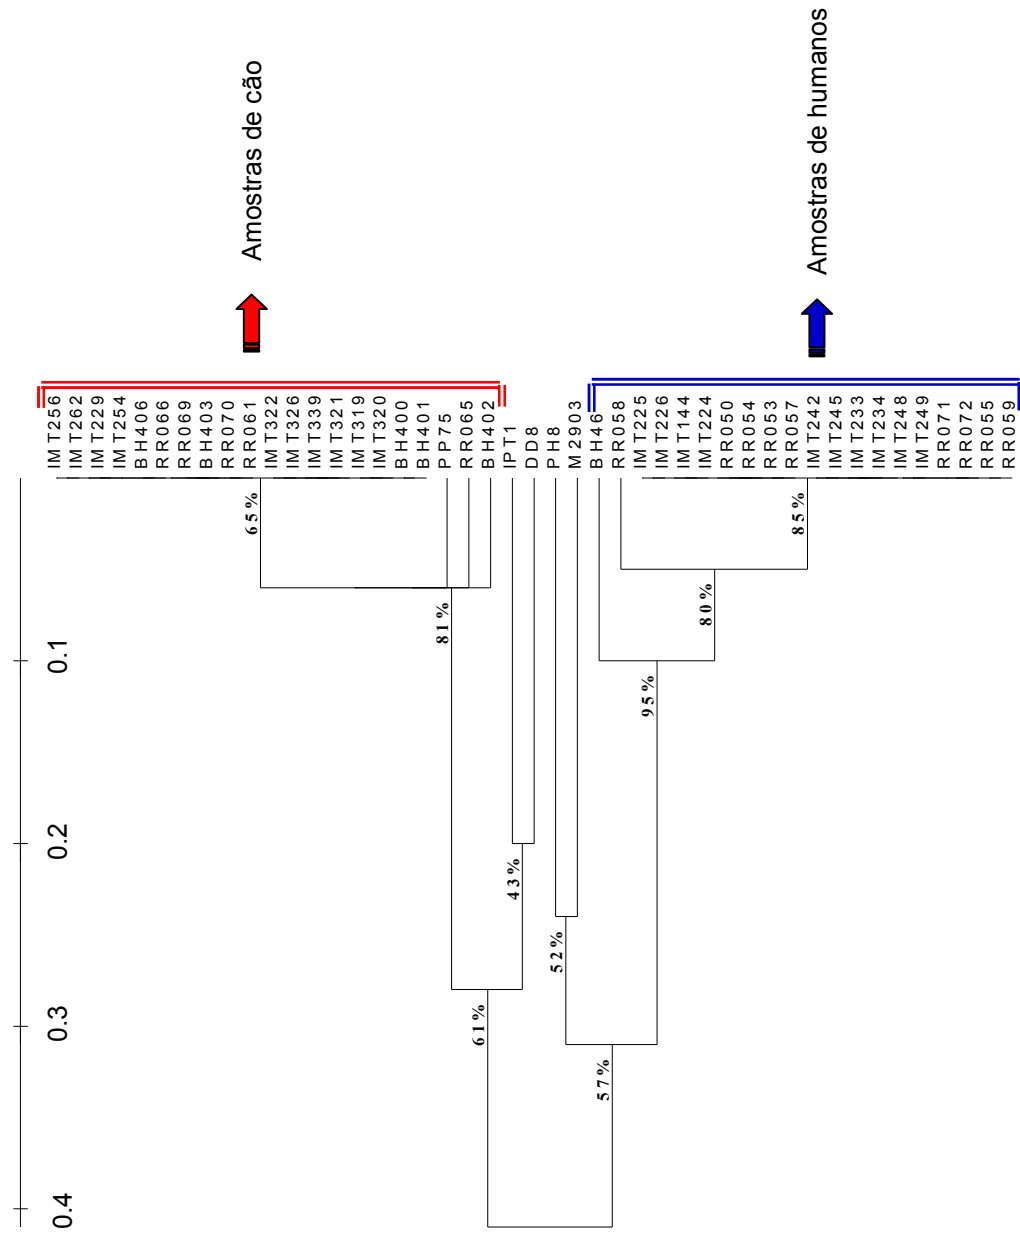 Amostras de cão
Amostras de humanos
IMT256
IMT262
IMT229
IMT254
BH406
RR066
RR069
BH403
RR070
RR061
IMT322
IMT326
IMT339
IMT321
IMT319
IMT320
BH400
BH401
PP75
RR065
BH402
IPT1
DD8
PH8
M2903
BH46
RR058
IMT225
IMT226
IMT144
IMT224
RR050
RR054
RR053
RR057
IMT242
IMT245
IMT233
IMT234
IMT248
IMT249
RR071
RR072
RR055
RR059
65%
81%
43%
61%
52%
57%
95%
80%
85%
0.1
0.2
0.3
0.4